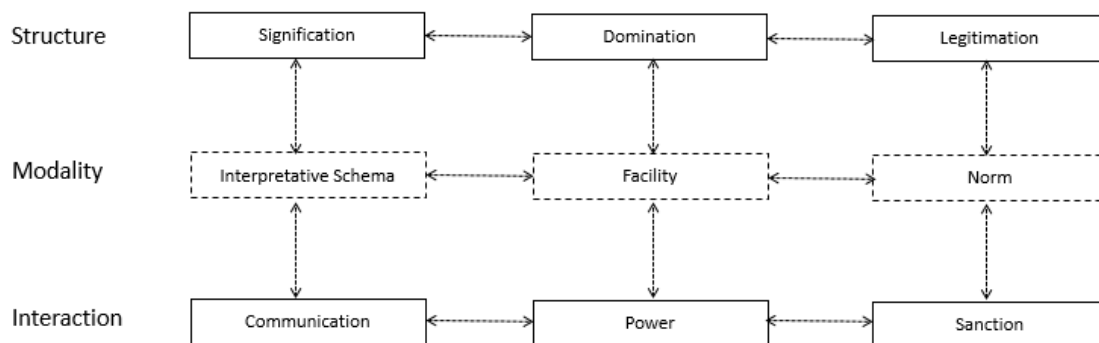 Structure
Signification
Domination
Legitimation
Modality
Interpretative Schema
Facility
Norm
Interaction
Communication
Power
Sanction